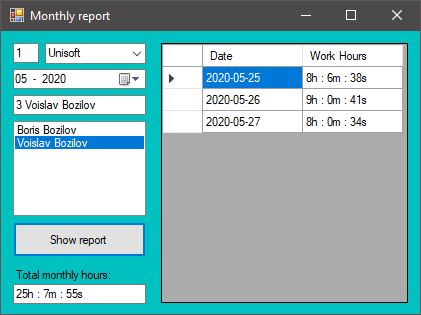 Monthly report
1 Unisoft
05 - 2020
3 Voislav Bozilov
Boris Bozilov
Voislav Bozilov
Show report
Total monthly hours:
25h : 7m : 55s
Date Work Hours
2020-05-25 8h : 6m : 38s
2020-05-26 9h : 0m : 41s
2020-05-27 8h : 0m : 34s